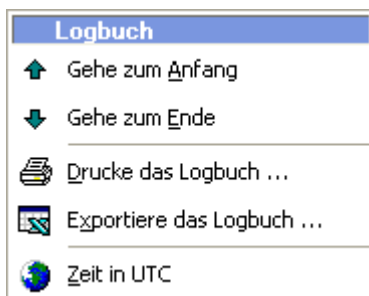 Logbuch
Gehe zum Anfang
Gehe zum Ende
Drucke das Logbuch ...
Exportiere das Logbuch ...
Zeit in UTC